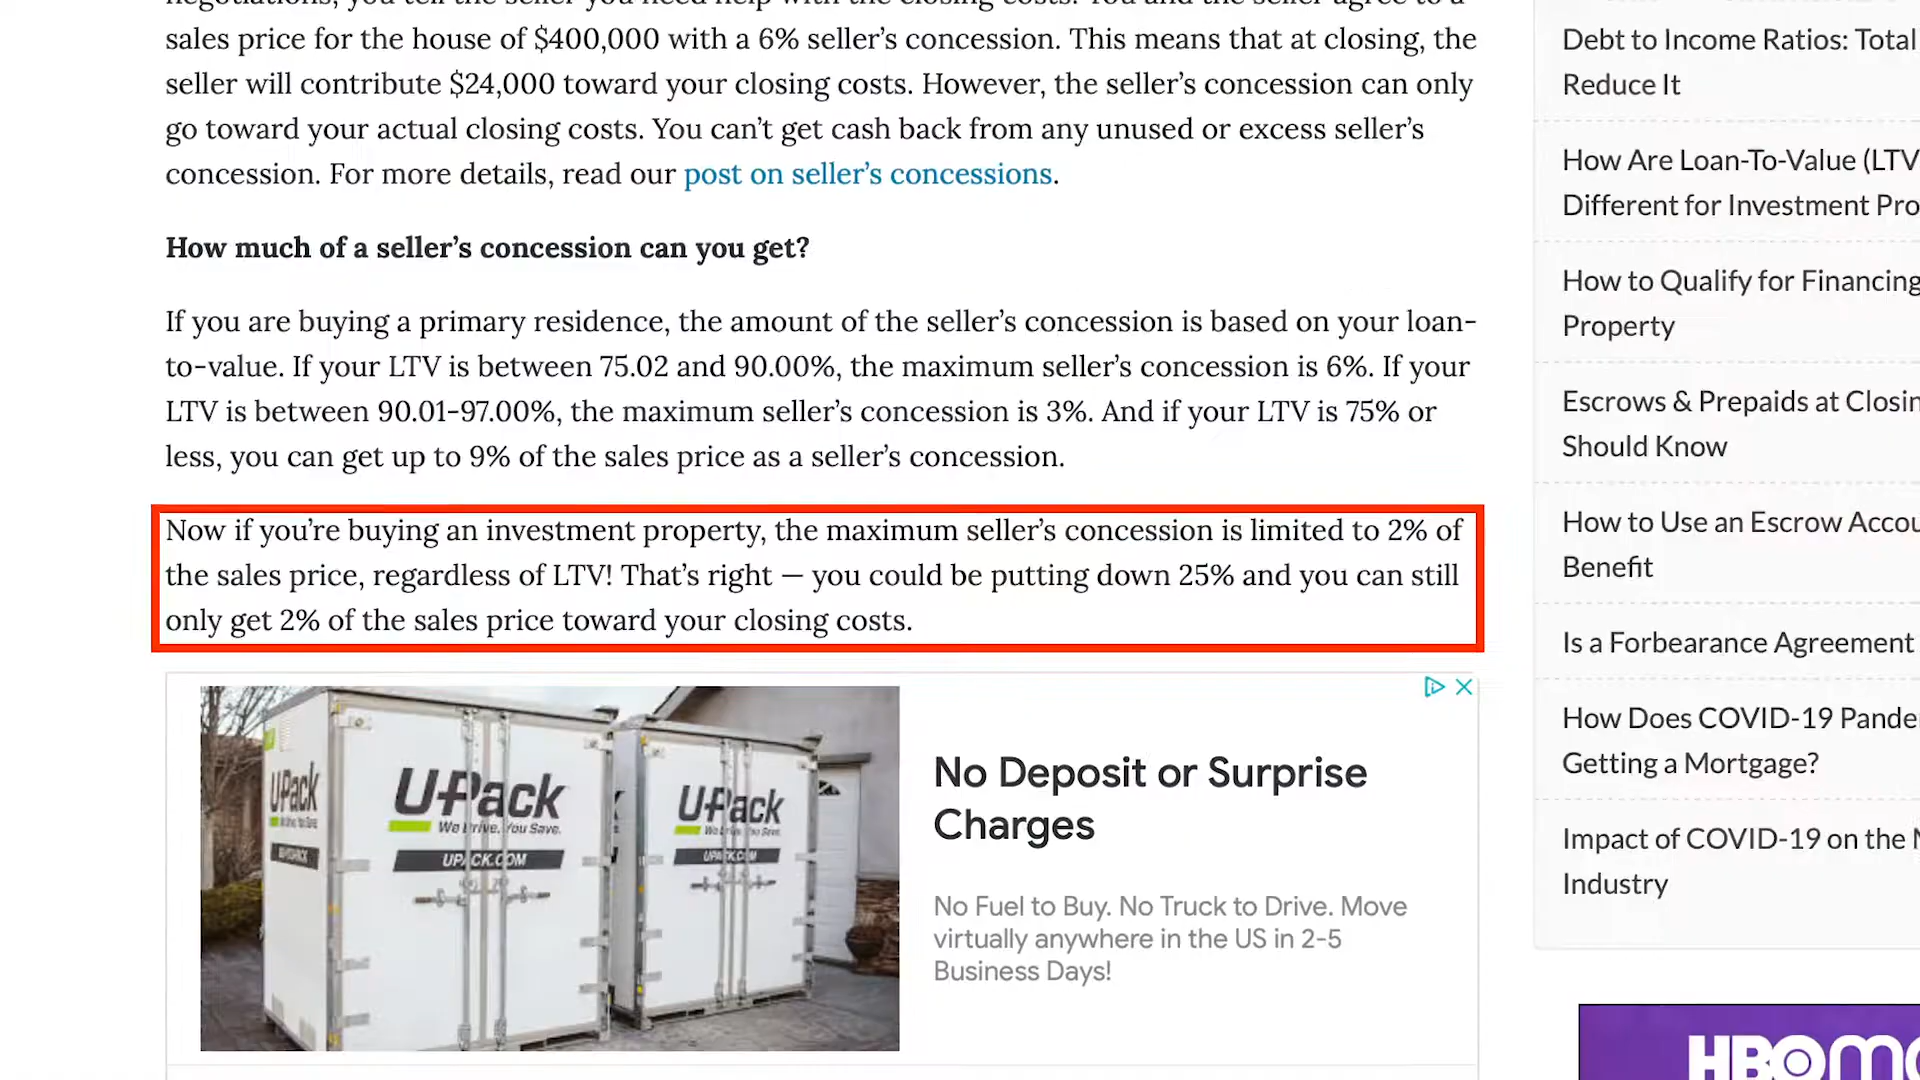 sales price for the house of $400,000 with a 6% seller’s concession. This means that at closing, the
seller will contribute $24,000 toward your closing costs. However, the seller’s concession can only
go toward your actual closing costs. You can’t get cash back from any unused or excess seller’s
concession. For more details, read our post on seller’s concessions.
How much of a seller’s concession can you get?
If you are buying a primary residence, the amount of the seller’s concession is based on your loan-
to-value. If your LTV is between 75.02 and 90.00%, the maximum seller’s concession is 6%. If your
LTV is between 90.01-97.00%, the maximum seller’s concession is 3%. And if your LTV is 75% or
less, you can get up to 9% of the sales price as a seller’s concession.
Now if you’re buying an investment property, the maximum seller’s concession is limited to 2% of
the sales price, regardless of LTV! That’s right — you could be putting down 25% and you can still
only get 2% of the sales price toward your closing costs.
U-Pack
We Drive. You Save.
UPACK.COM
U-Pack
We Drive. You Save.
UPACK.COM
U-Pack
UPACK.COM
No Deposit or Surprise
Charges
No Fuel to Buy. No Truck to Drive. Move
virtually anywhere in the US in 2-5
Business Days!
Debt to Income Ratios: Total
Reduce It
How Are Loan-To-Value (LTV
Different for Investment Pro
How to Qualify for Financing
Property
Escrows & Prepaids at Closin
Should Know
How to Use an Escrow Accou
Benefit
Is a Forbearance Agreement
How Does COVID-19 Pande
Getting a Mortgage?
Impact of COVID-19 on the
Industry
HBOmo